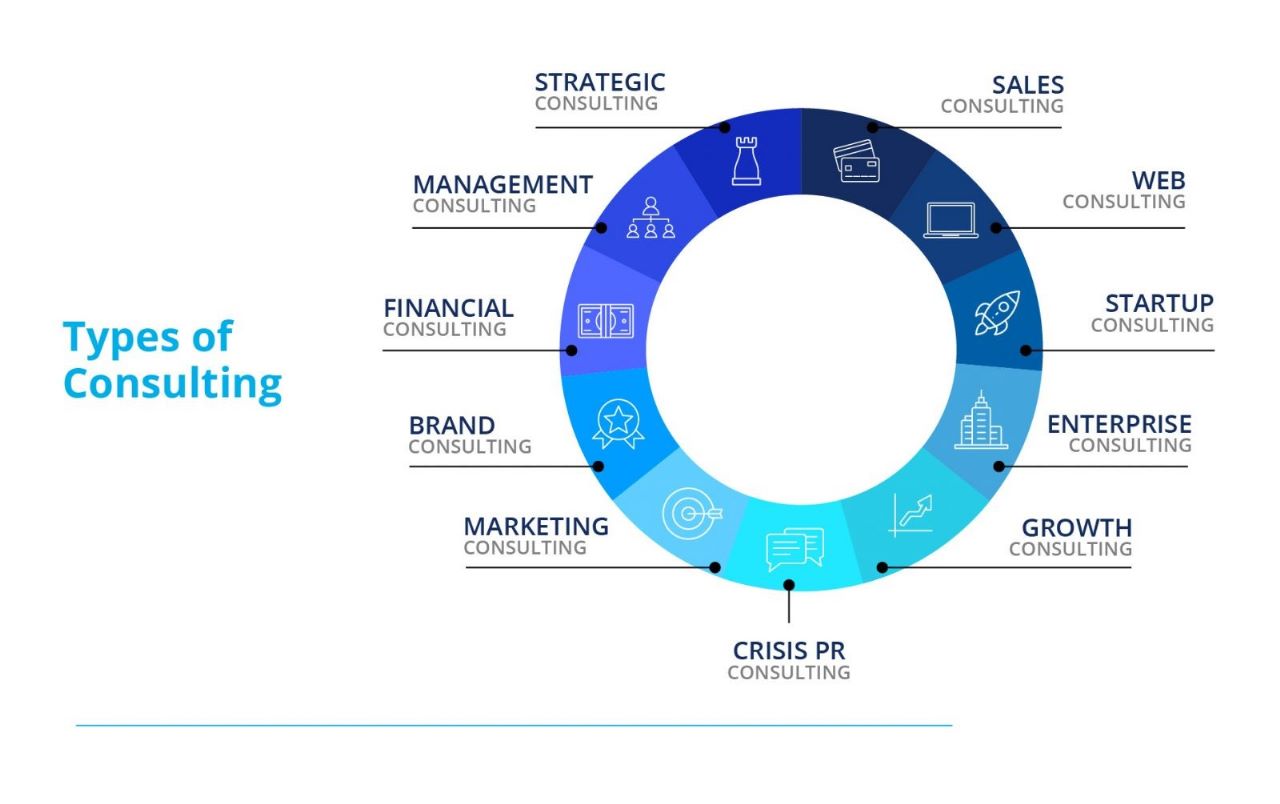 Types of
Consulting
STRATEGIC
CONSULTING
MANAGEMENT
CONSULTING
FINANCIAL
CONSULTING
BRAND
CONSULTING
MARKETING
CONSULTING
CRISIS PR
CONSULTING
SALES
CONSULTING
WEB
CONSULTING
STARTUP
CONSULTING
ENTERPRISE
CONSULTING
GROWTH
CONSULTING